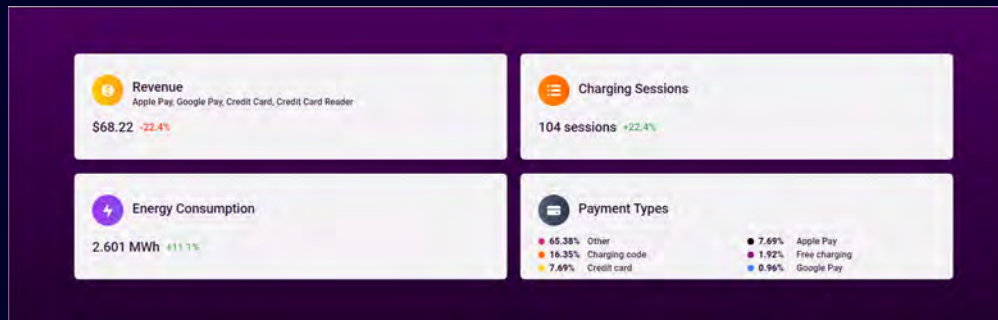 Revenue
Apple Pay, Google Pay, Credit Card, Credit Card Reader
$68.22 -22.4%
Charging Sessions
104 sessions +22.4%
Energy Consumption
2.601 MWh +11.1%
Payment Types
65.38% Other
16.35% Charging code
7.69% Credit card
7.69% Apple Pay
1.92% Free charging
0.96% Google Pay